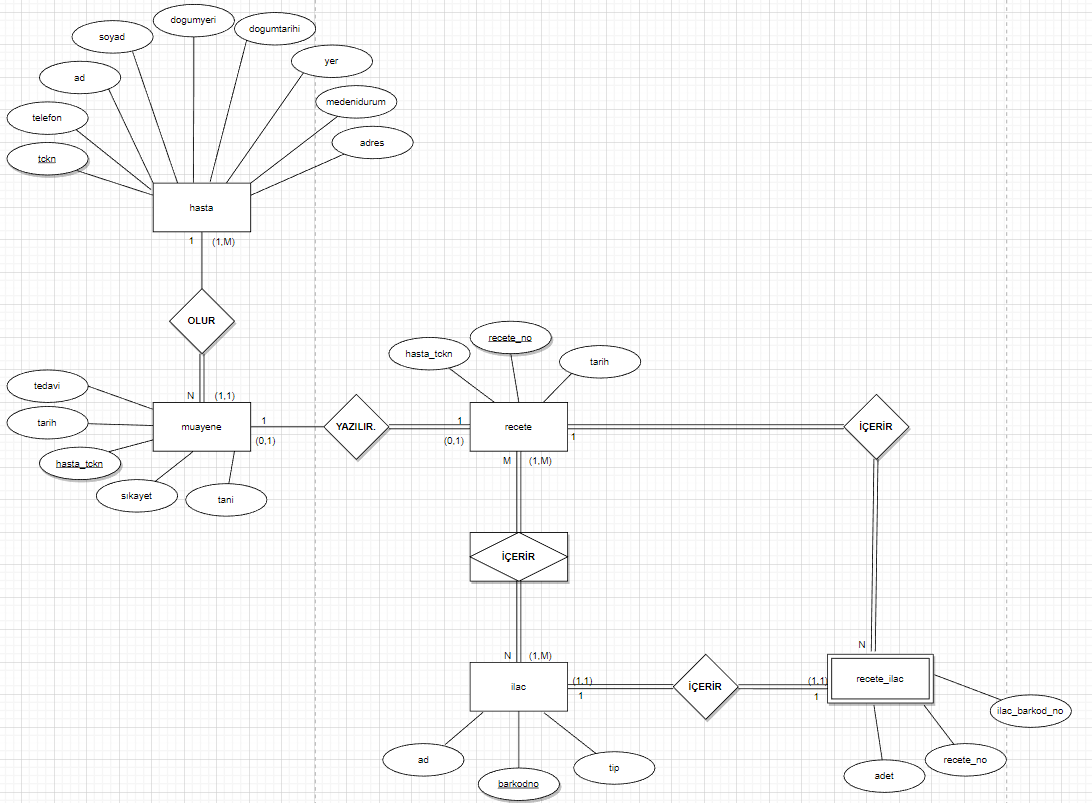 dogumyeri
dogumtarihi
soyad
yer
ad
medenidurum
telefon
adres
tckn
hasta
1 (1,M)
OLUR
N (1,1)
tedavi
tarih
hasta_tckn
sıkayet
tani
muayene
1
(0,1)
YAZILIR.
1
(0,1)
hasta_tckn
recete_no
tarih
recete
1
İÇERİR
M (1,M)
İÇERİR
N (1,M)
ilac
(1,1)
1
İÇERİR
(1,1)
1
N
recete_ilac
ilac_barkod_no
recete_no
adet
ad
barkodno
tip